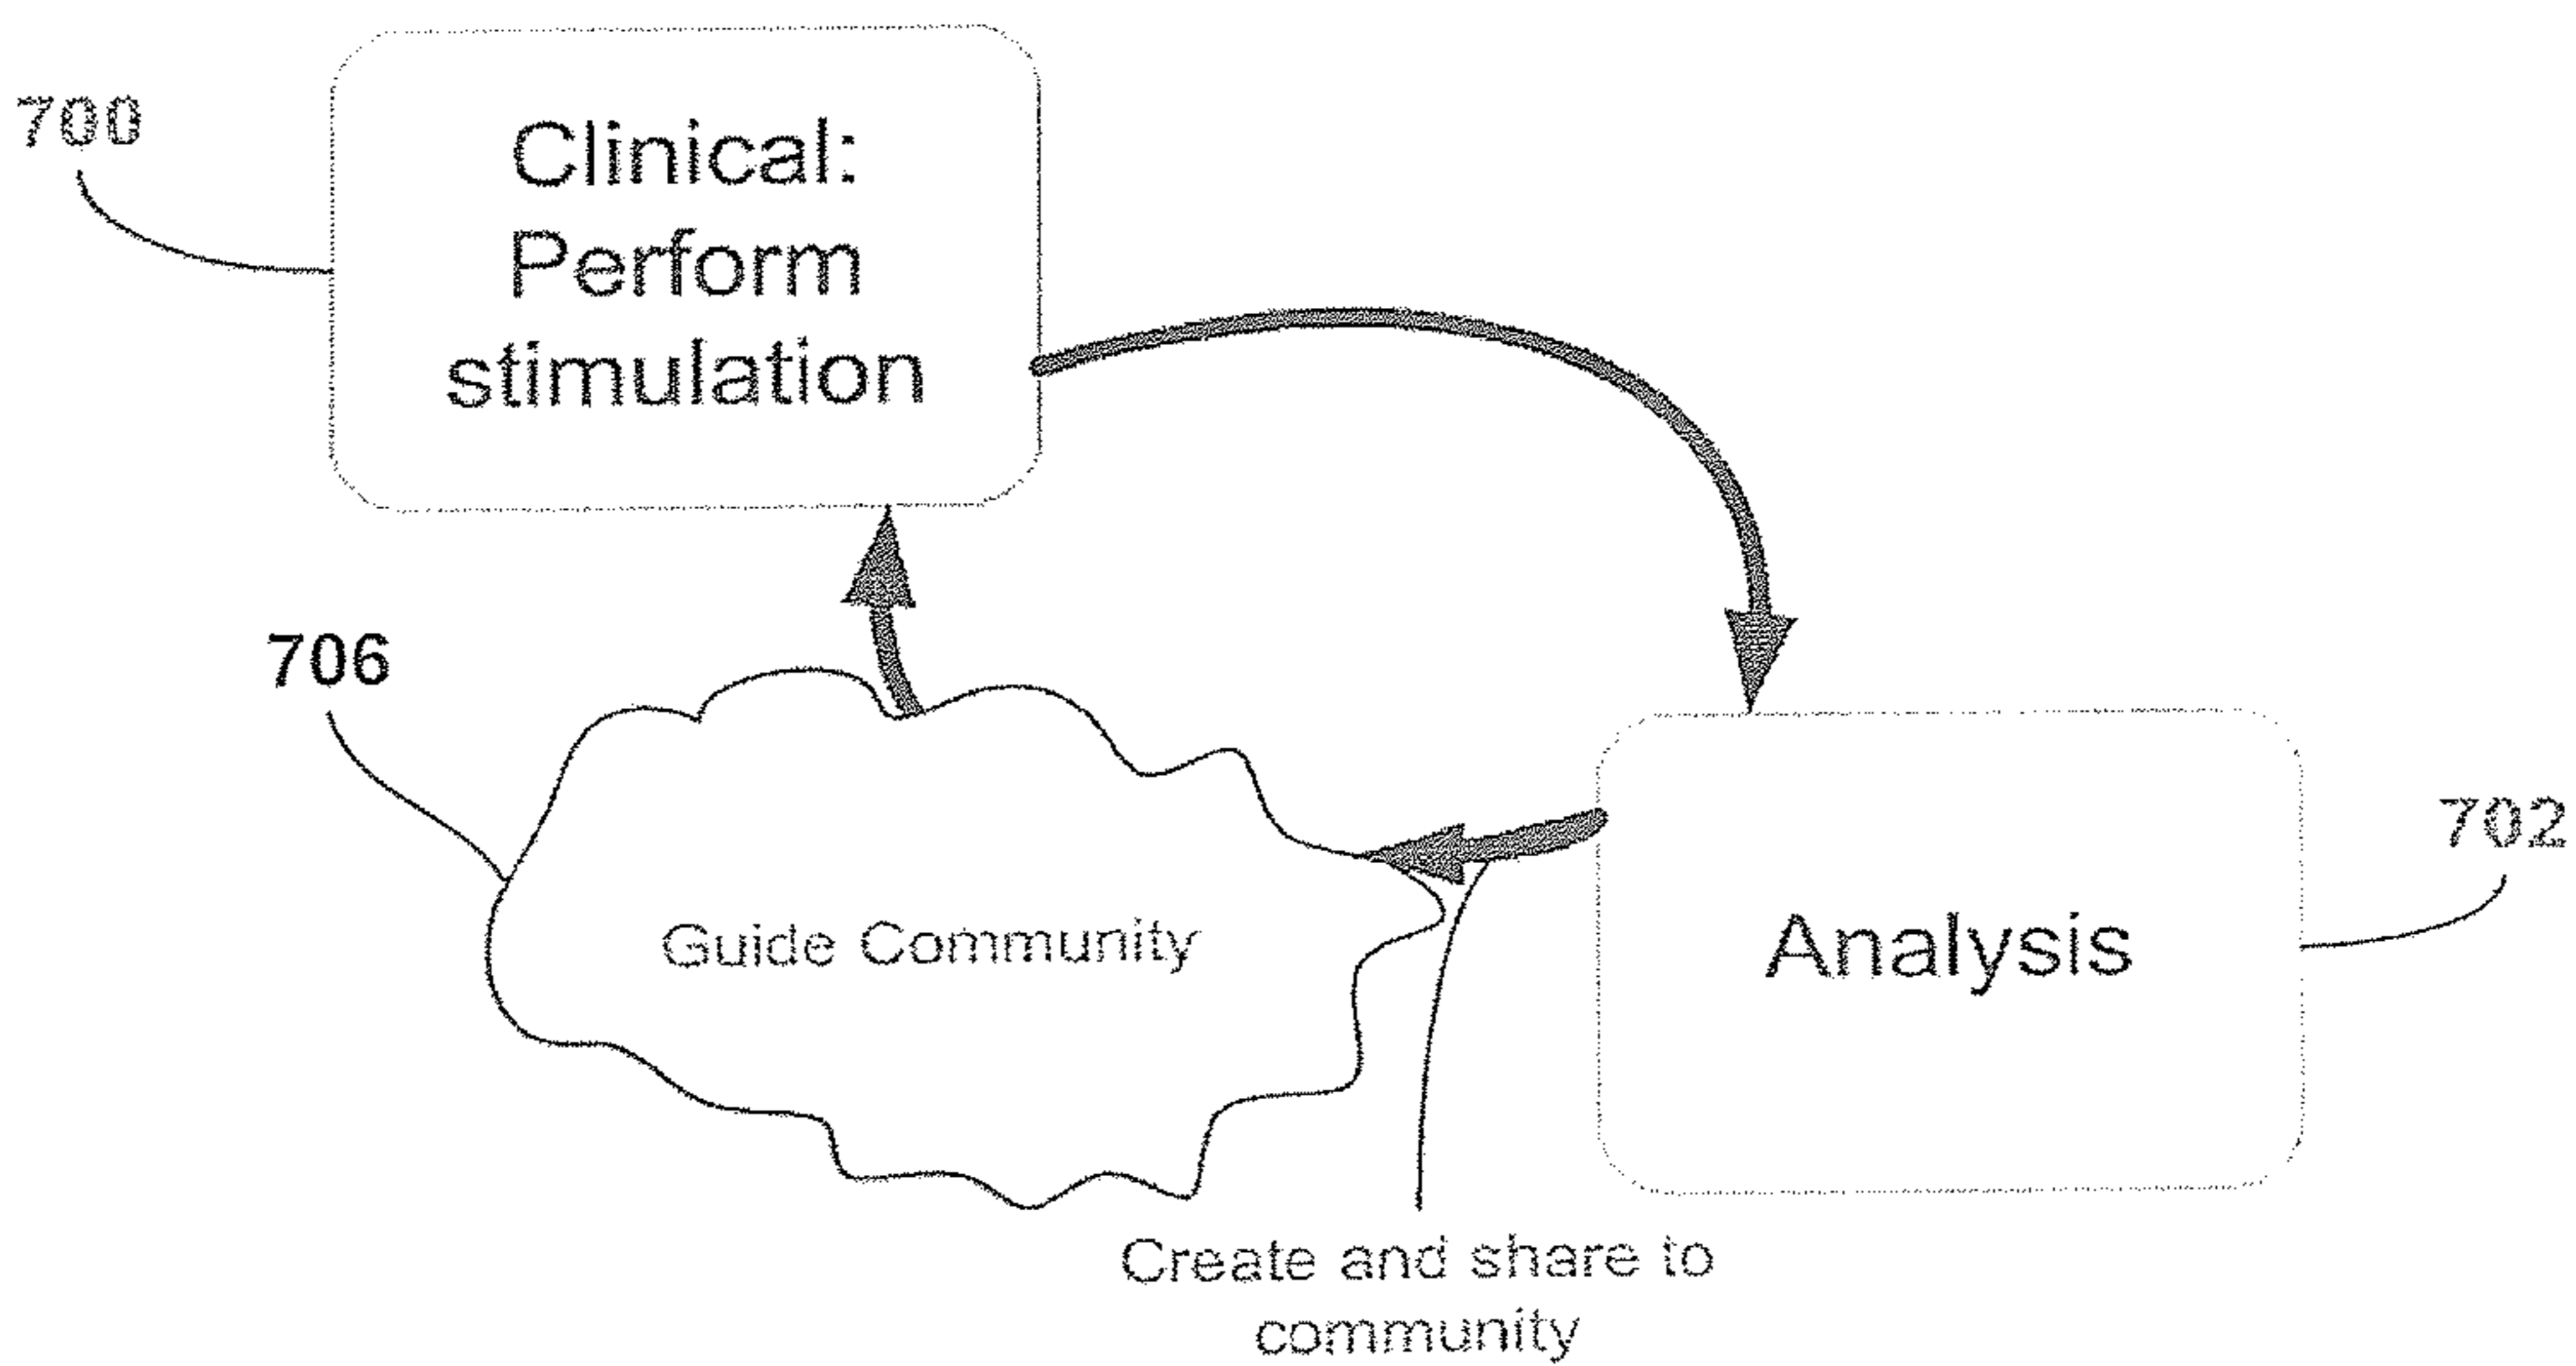 700
Clinical:
Perform
stimulation
706
702
Guide Community
Analysis
Create and share to
community